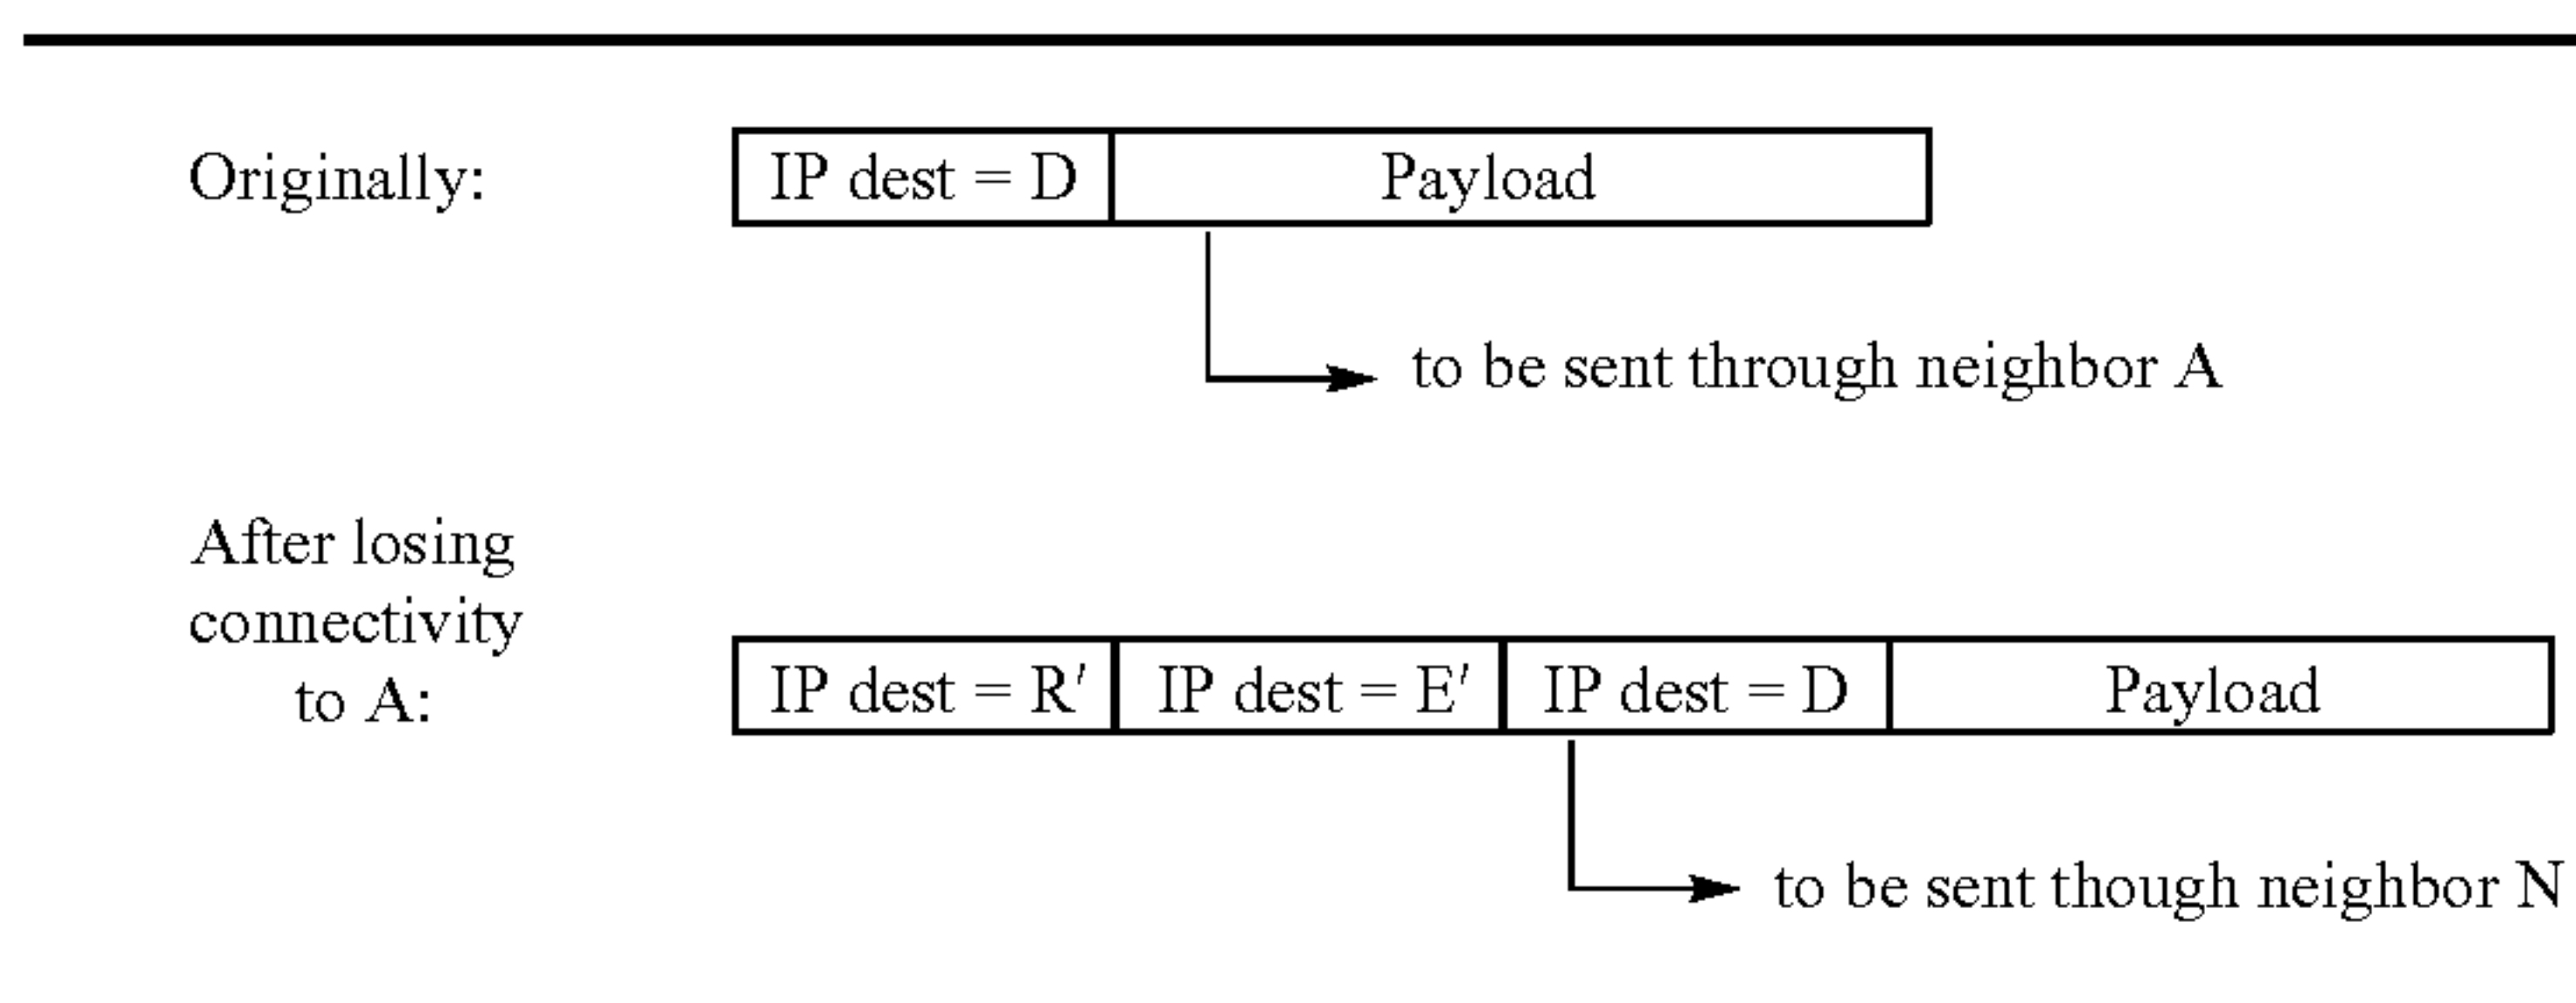 Originally:
IP dest = D
Payload
to be sent through neighbor A
After losing
connectivity
to A:
IP dest = R′
IP dest = E′
IP dest = D
Payload
to be sent though neighbor N